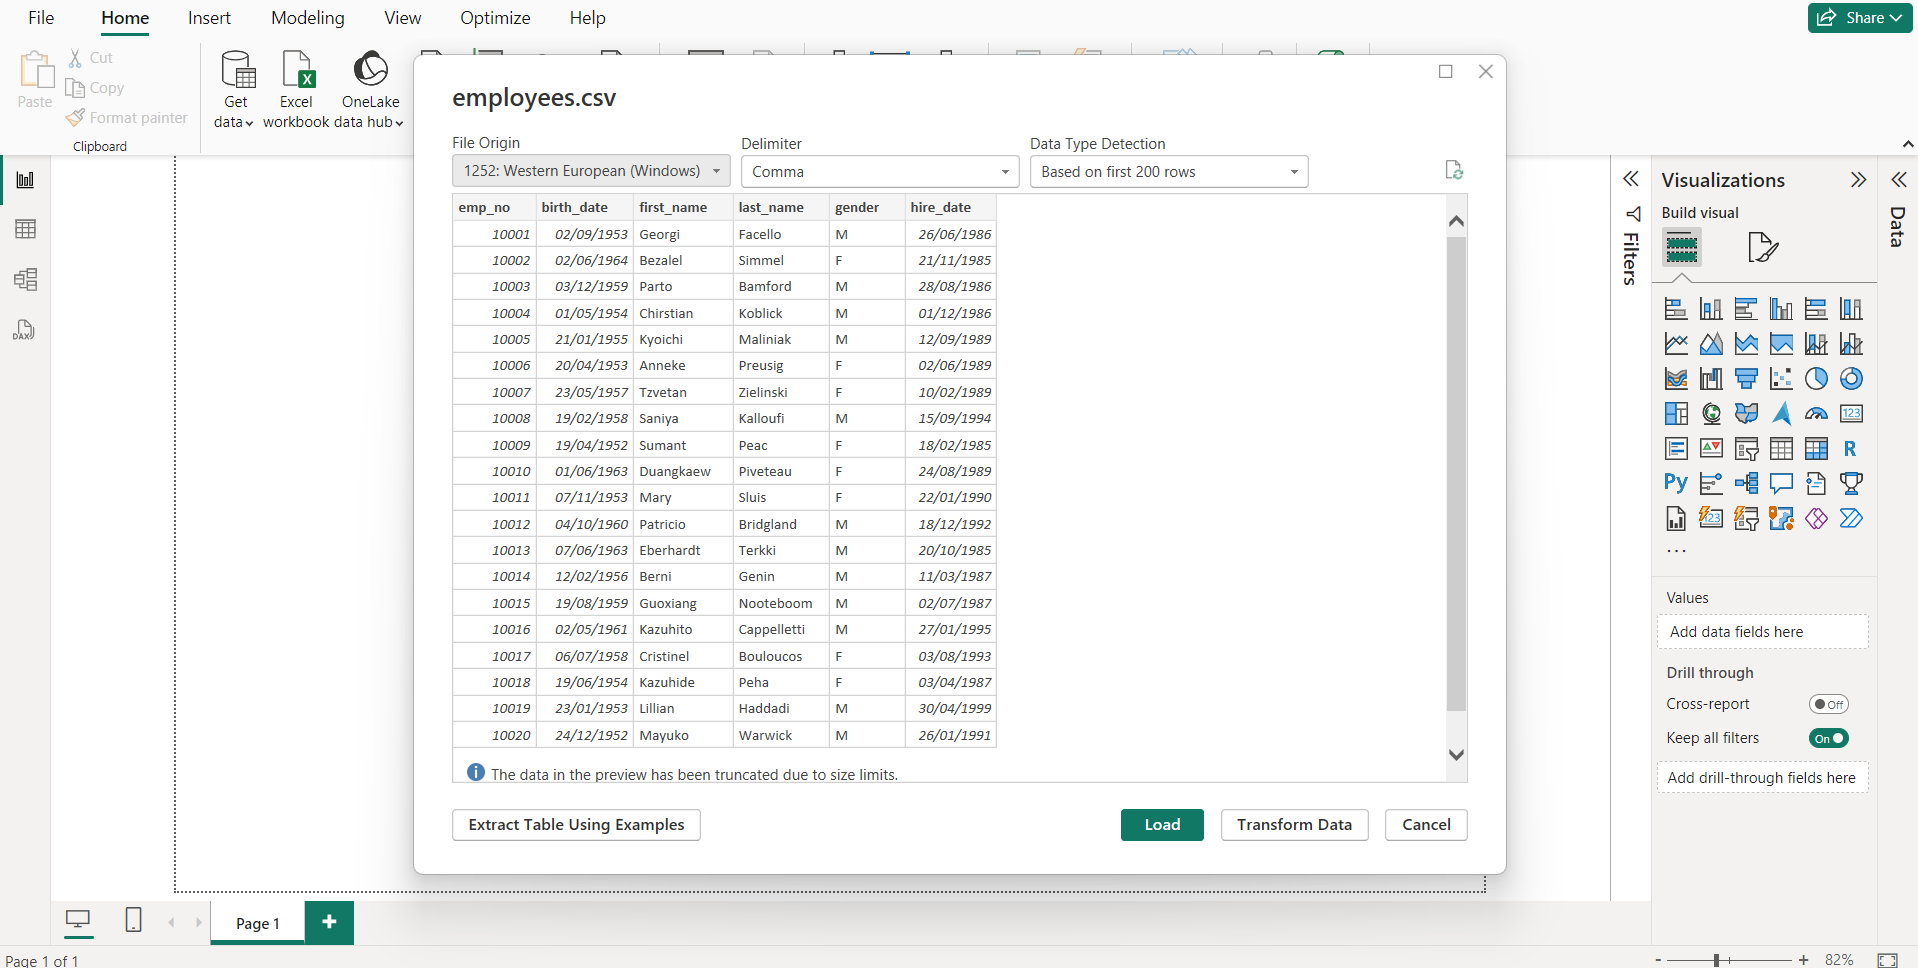 File Home Insert Modeling View Optimize Help
Share
Paste
Cut
Copy
Format painter
Clipboard
Get data
Excel workbook
OneLake data hub
employees.csv
File Origin
1252: Western European (Windows)
Delimiter
Comma
Data Type Detection
Based on first 200 rows
emp_no birth_date first_name last_name gender hire_date
10001 02/09/1953 Georgi Facello M 26/06/1986
10002 02/06/1964 Bezalel Simmel F 21/11/1985
10003 03/12/1959 Parto Bamford M 28/08/1986
10004 01/05/1954 Chirstian Koblick M 01/12/1986
10005 21/01/1955 Kyoichi Maliniak M 12/09/1989
10006 20/04/1953 Anneke Preusig F 02/06/1989
10007 23/05/1957 Tzvetan Zielinski F 10/02/1989
10008 19/02/1958 Saniya Kalloufi M 15/09/1994
10009 19/04/1952 Sumant Peac F 18/02/1985
10010 01/06/1963 Duangkaew Piveteau F 24/08/1989
10011 07/11/1953 Mary Sluis F 22/01/1990
10012 04/10/1960 Patricio Bridgland M 18/12/1992
10013 07/06/1963 Eberhardt Terkki M 20/10/1985
10014 12/02/1956 Berni Genin M 11/03/1987
10015 19/08/1959 Guoxiang Nooteboom M 02/07/1987
10016 02/05/1961 Kazuhito Cappelletti M 27/01/1995
10017 06/07/1958 Cristinel Bouloucos F 03/08/1993
10018 19/06/1954 Kazuhide Peha F 03/04/1987
10019 23/01/1953 Lillian Haddadi M 30/04/1999
10020 24/12/1952 Mayuko Warwick M 26/01/1991
The data in the preview has been truncated due to size limits.
Extract Table Using Examples
Load
Transform Data
Cancel
DAX
Filters
Visualizations
Build visual
123
R
Py
123
...
Values
Add data fields here
Drill through
Cross-report
Off
Keep all filters
On
Add drill-through fields here
Data
Page 1
+
Page 1 of 1
- + 82%